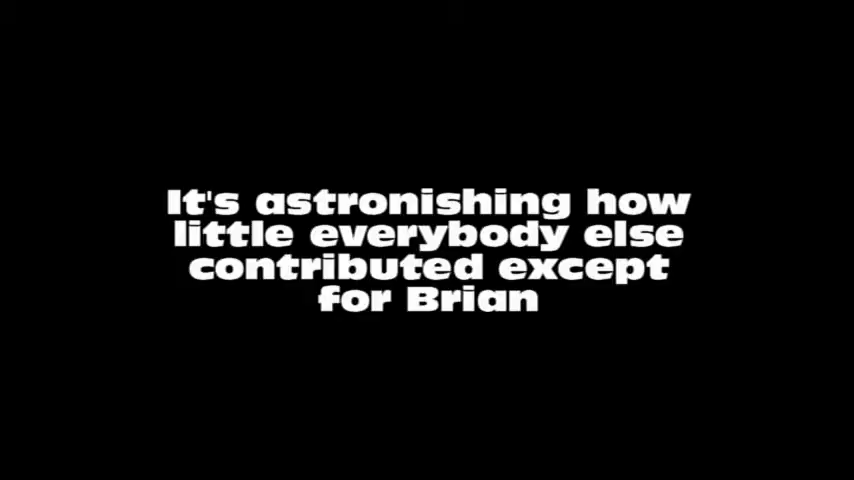 It's astronishing how
little everybody else
contributed except
for Brian